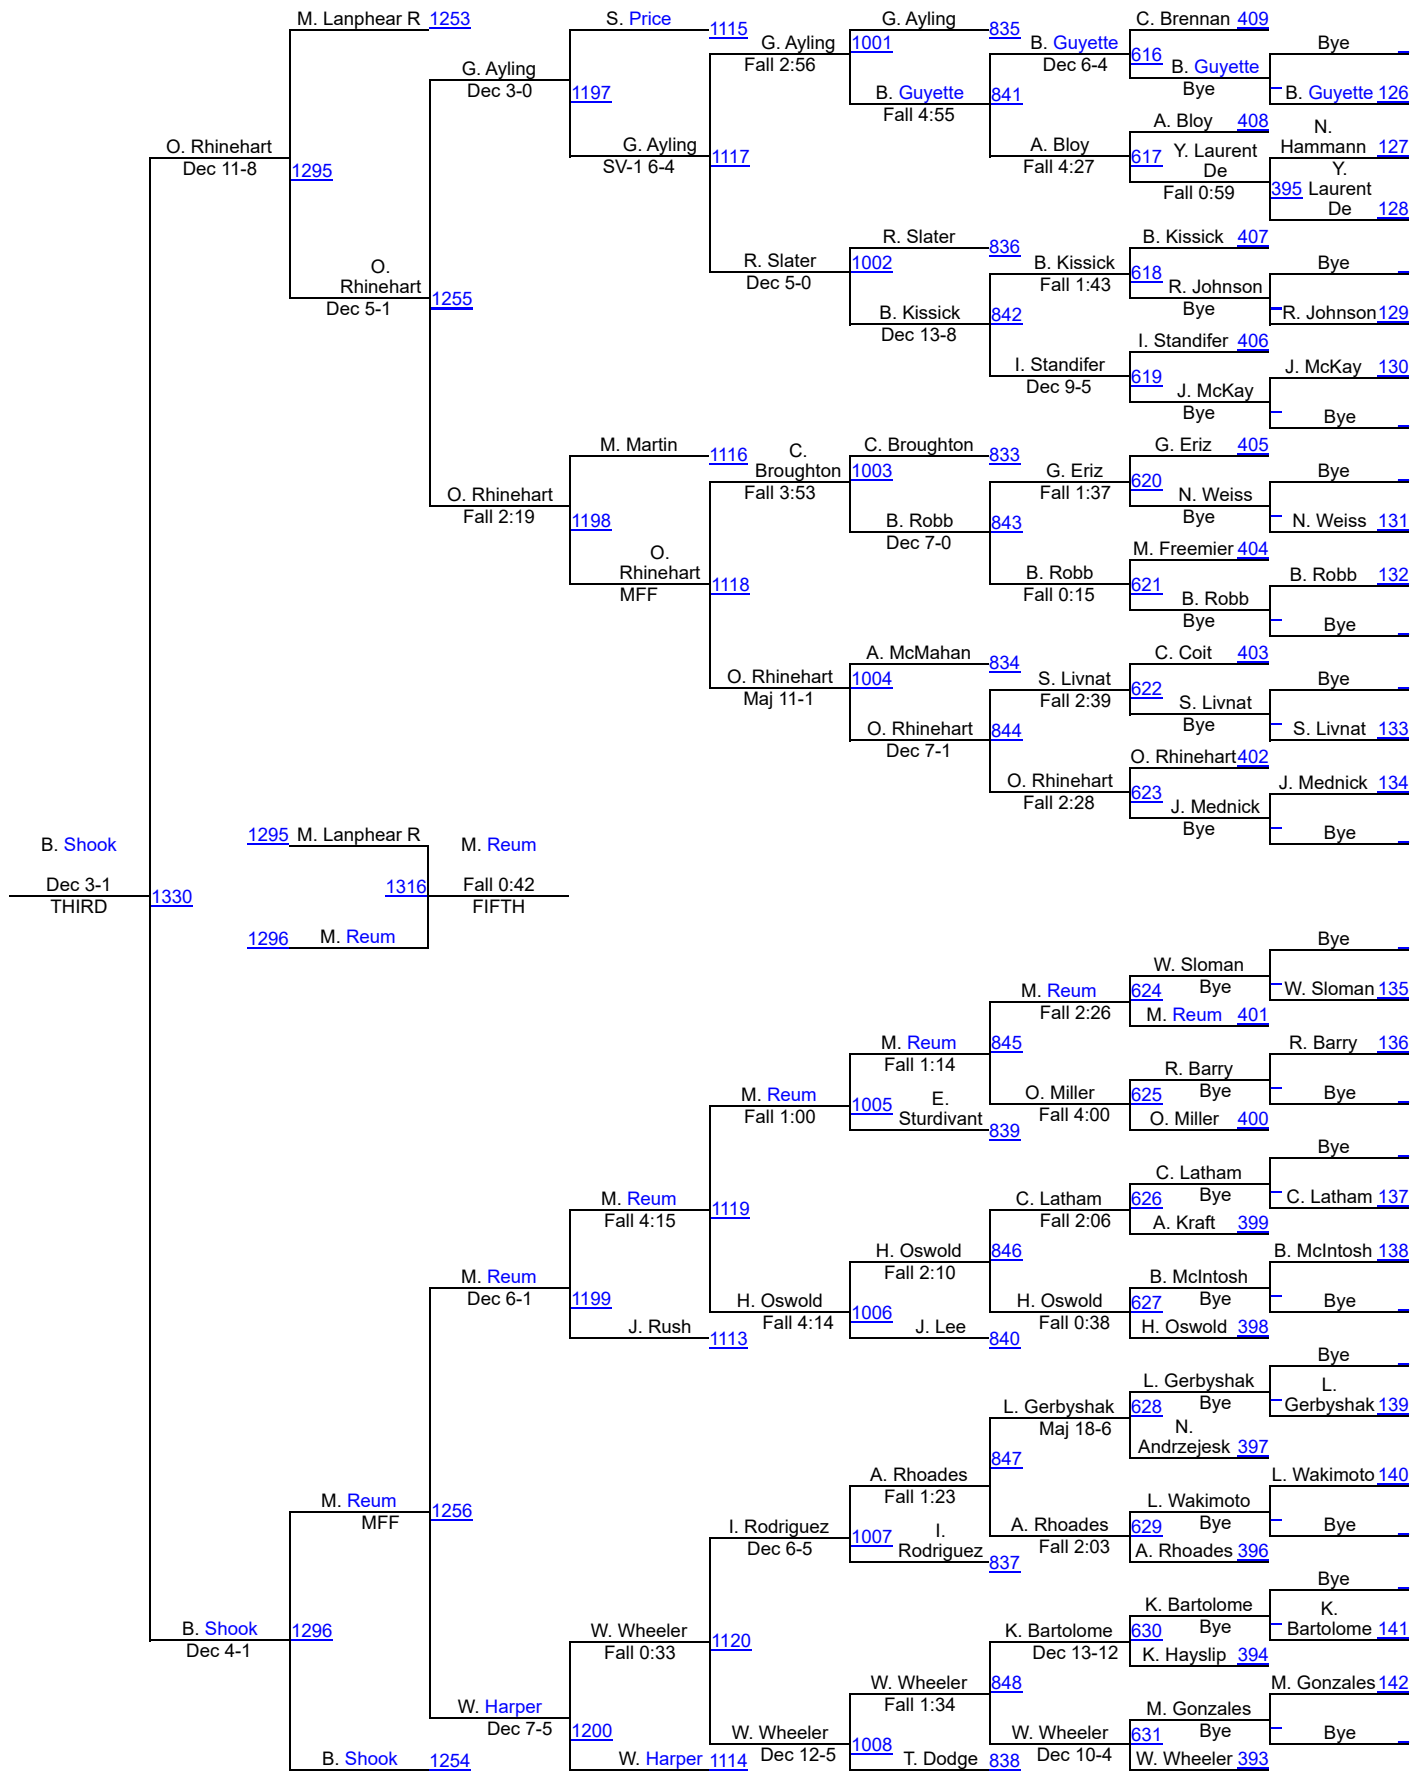 M. Lanphear R 1253
S. Price 1115
G. Ayling 835
C. Brennan 409
Bye
G. Ayling 1001
Fall 2:56
B. Guyette 616
Dec 6-4
B. Guyette
Bye
G. Ayling
Dec 3-0
1197
B. Guyette 841
Fall 4:55
B. Guyette 126
A. Bloy 408
N.
Hammann 127
O. Rhinehart
Dec 11-8
1295
G. Ayling
SV-1 6-4
1117
A. Bloy
Fall 4:27
617
Y. Laurent
De
Fall 0:59
395
Y.
Laurent
De 128
R. Slater 836
B. Kissick 407
Bye
R. Slater
Dec 5-0
1002
B. Kissick
Fall 1:43
618
R. Johnson
Bye
O.
Rhinehart
Dec 5-1
1255
B. Kissick
Dec 13-8
842
R. Johnson 129
I. Standifer 406
I. Standifer
Dec 9-5
619
J. McKay 130
J. McKay
Bye
Bye
M. Martin 1116
C. Broughton 833
G. Eriz 405
C.
Broughton
Fall 3:53
1003
G. Eriz
Fall 1:37
620
Bye
N. Weiss
Bye
O. Rhinehart
Fall 2:19
1198
B. Robb
Dec 7-0
843
N. Weiss 131
M. Freemier 404
O.
Rhinehart
MFF
1118
B. Robb
Fall 0:15
621
B. Robb 132
B. Robb
Bye
Bye
A. McMahan 834
C. Coit 403
O. Rhinehart
Maj 11-1
1004
S. Livnat
Fall 2:39
622
Bye
S. Livnat
Bye
O. Rhinehart
Dec 7-1
844
S. Livnat 133
O. Rhinehart 402
O. Rhinehart
Fall 2:28
623
J. Mednick 134
J. Mednick
Bye
Bye
B. Shook
Dec 3-1
THIRD
1330
1295 M. Lanphear R
M. Reum
1316
Fall 0:42
FIFTH
1296 M. Reum
Bye
W. Sloman
Bye
M. Reum
Fall 2:26
624
W. Sloman 135
M. Reum 401
M. Reum
Fall 1:14
845
R. Barry 136
R. Barry
Bye
M. Reum
Fall 1:00
1005
E.
Sturdivant 839
O. Miller
Fall 4:00
625
Bye
O. Miller 400
Bye
C. Latham
Bye
M. Reum
Fall 4:15
1119
C. Latham
Fall 2:06
626
C. Latham 137
A. Kraft 399
H. Oswold
Fall 2:10
846
B. McIntosh 138
M. Reum
Dec 6-1
1199
B. McIntosh
Bye
H. Oswold
Fall 4:14
1006
H. Oswold
Fall 0:38
627
Bye
J. Rush 1113
J. Lee 840
H. Oswold 398
Bye
L. Gerbyshak
Bye
L. Gerbyshak
Maj 18-6
628
L.
Gerbyshak 139
N.
Andrzejesk 397
847
A. Rhoades
Fall 1:23
L. Wakimoto 140
M. Reum
MFF
1256
L. Wakimoto
Bye
I. Rodriguez
Dec 6-5
1007
I.
Rodriguez 837
A. Rhoades
Fall 2:03
629
Bye
A. Rhoades 396
Bye
K. Bartolome
Bye
B. Shook
Dec 4-1
1296
W. Wheeler
Fall 0:33
1120
K. Bartolome
Dec 13-12
630
K.
Bartolome 141
K. Hayslip 394
W. Wheeler
Fall 1:34
848
M. Gonzales 142
W. Harper
Dec 7-5
1200
M. Gonzales
Bye
W. Wheeler
Dec 12-5
1008
W. Wheeler
Dec 10-4
631
Bye
B. Shook 1254
W. Harper 1114
T. Dodge 838
W. Wheeler 393